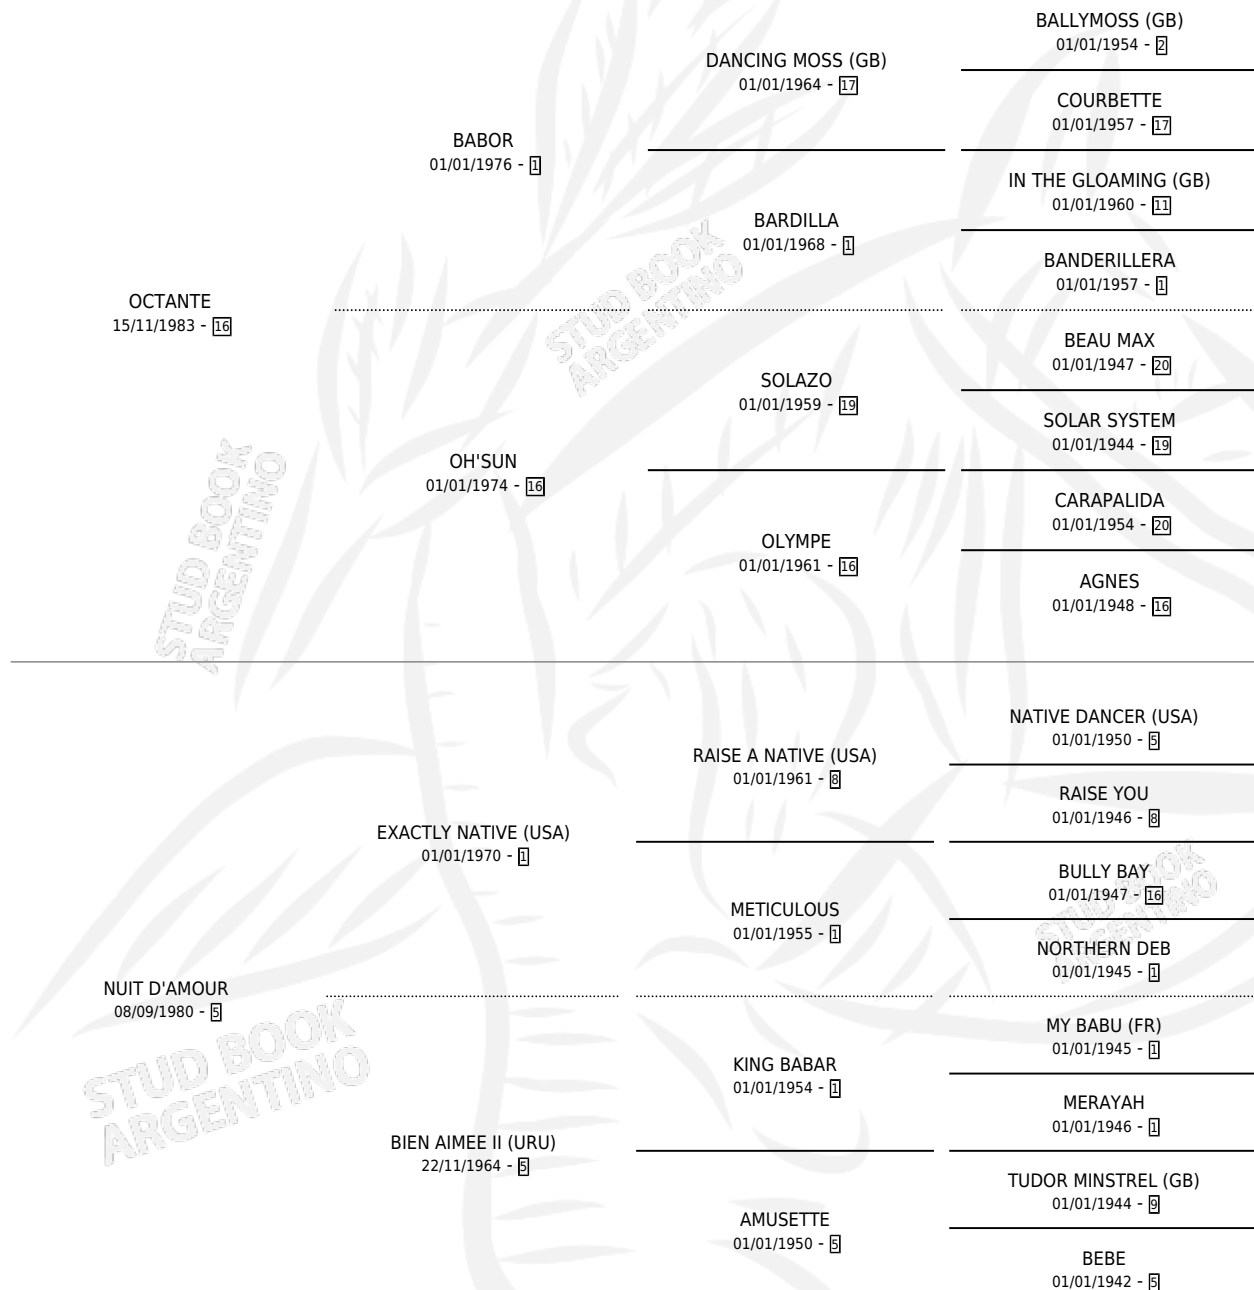 BALLYMOSS (GB)
01/01/1954 - 2
DANCING MOSS (GB)
01/01/1964 - 17
COURBETTE
01/01/1957 - 17
BABOR
01/01/1976 - 1
IN THE GLOAMING (GB)
01/01/1960 - 11
BARDILLA
01/01/1968 - 1
BANDERILLERA
01/01/1957 - 1
OCTANTE
15/11/1983 - 16
BEAU MAX
01/01/1947 - 20
SOLAZO
01/01/1959 - 19
SOLAR SYSTEM
01/01/1944 - 19
OH'SUN
01/01/1974 - 16
CARAPALIDA
01/01/1954 - 20
OLYMPE
01/01/1961 - 16
AGNES
01/01/1948 - 16
NATIVE DANCER (USA)
01/01/1950 - 5
RAISE A NATIVE (USA)
01/01/1961 - 8
RAISE YOU
01/01/1946 - 8
EXACTLY NATIVE (USA)
01/01/1970 - 1
BULLY BAY
01/01/1947 - 16
METICULOUS
01/01/1955 - 1
NORTHERN DEB
01/01/1945 - 1
NUIT D'AMOUR
08/09/1980 - 5
MY BABU (FR)
01/01/1945 - 1
KING BABAR
01/01/1954 - 1
MERAYAH
01/01/1946 - 1
BIEN AIMEE II (URU)
22/11/1964 - 5
TUDOR MINSTREL (GB)
01/01/1944 - 9
AMUSETTE
01/01/1950 - 5
BEBE
01/01/1942 - 5
STUD BOOK
ARGENTINO
STUD BOOK
ARGENTINO
STUD BOOK
ARGENTINO
STUD BOOK
ARGENTINO